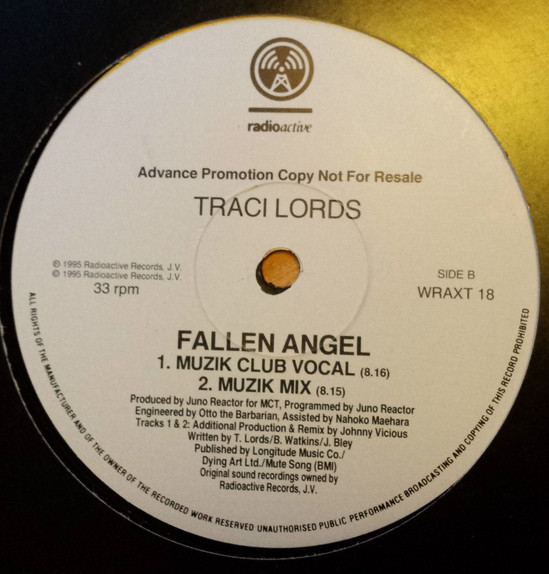 radioactive
Advance Promotion Copy Not For Resale
TRACI LORDS
℗ 1995 Radioactive Records, J.V.
© 1995 Radioactive Records, J.V.
33 rpm
SIDE B
WRAXT 18
FALLEN ANGEL
1. MUZIK CLUB VOCAL (8.16)
2. MUZIK MIX (8.15)
Produced by Juno Reactor for MCT, Programmed by Juno Reactor
Engineered by Otto the Barbarian, Assisted by Nahoko Maehara
Tracks 1 & 2: Additional Production & Remix by Johnny Vicious
Written by T. Lords/B. Watkins/J. Bley
Published by Longitude Music Co./
Dying Art Ltd./Mute Song (BMI)
Original sound recordings owned by
Radioactive Records, J.V.
ALL RIGHTS OF THE MANUFACTURER AND OF THE OWNER OF THE RECORDED WORK RESERVED UNAUTHORISED PUBLIC PERFORMANCE BROADCASTING AND COPYING OF THIS RECORD PROHIBITED